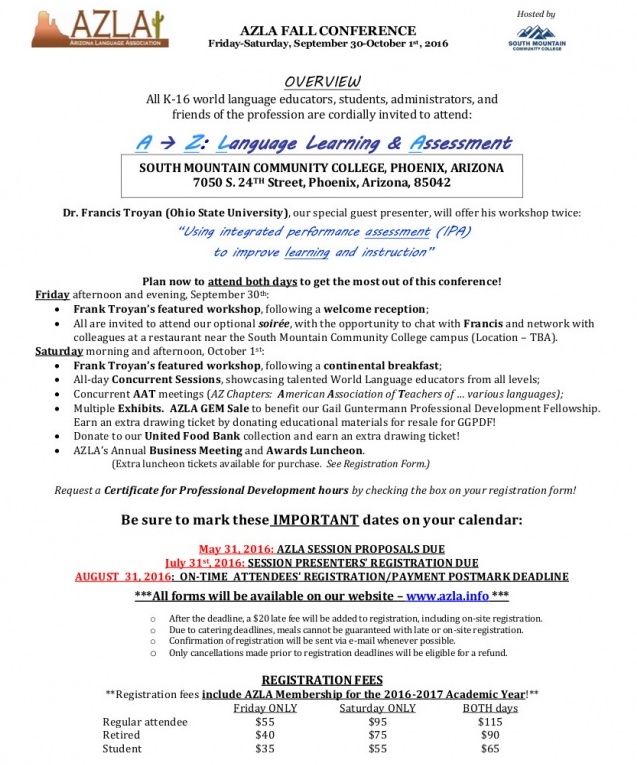 AZLA
ARIZONA LANGUAGE ASSOCIATION
AZLA FALL CONFERENCE
Friday-Saturday, September 30-October 1st, 2016
Hosted by
SOUTH MOUNTAIN
COMMUNITY COLLEGE
OVERVIEW
All K-16 world language educators, students, administrators, and
friends of the profession are cordially invited to attend:
A → Z: Language Learning & Assessment
SOUTH MOUNTAIN COMMUNITY COLLEGE, PHOENIX, ARIZONA
7050 S. 24TH Street, Phoenix, Arizona, 85042
Dr. Francis Troyan (Ohio State University), our special guest presenter, will offer his workshop twice:
"Using integrated performance assessment (IPA)
to improve learning and instruction"
Plan now to attend both days to get the most out of this conference!
Friday afternoon and evening, September 30th:
• Frank Troyan's featured workshop, following a welcome reception;
• All are invited to attend our optional soirée, with the opportunity to chat with Francis and network with
colleagues at a restaurant near the South Mountain Community College campus (Location – TBA).
Saturday morning and afternoon, October 1st:
• Frank Troyan's featured workshop, following a continental breakfast;
• All-day Concurrent Sessions, showcasing talented World Language educators from all levels;
• Concurrent AAT meetings (AZ Chapters: American Association of Teachers of … various languages);
• Multiple Exhibits. AZLA GEM Sale to benefit our Gail Guntermann Professional Development Fellowship.
Earn an extra drawing ticket by donating educational materials for resale for GGPDF!
• Donate to our United Food Bank collection and earn an extra drawing ticket!
• AZLA's Annual Business Meeting and Awards Luncheon.
(Extra luncheon tickets available for purchase. See Registration Form.)
Request a Certificate for Professional Development hours by checking the box on your registration form!
Be sure to mark these IMPORTANT dates on your calendar:
May 31, 2016: AZLA SESSION PROPOSALS DUE
July 31st, 2016: SESSION PRESENTERS' REGISTRATION DUE
AUGUST 31, 2016: ON-TIME ATTENDEES' REGISTRATION/PAYMENT POSTMARK DEADLINE
***All forms will be available on our website – www.azla.info ***
o After the deadline, a $20 late fee will be added to registration, including on-site registration.
o Due to catering deadlines, meals cannot be guaranteed with late or on-site registration.
o Confirmation of registration will be sent via e-mail whenever possible.
o Only cancellations made prior to registration deadlines will be eligible for a refund.
REGISTRATION FEES
**Registration fees include AZLA Membership for the 2016-2017 Academic Year!**
Friday ONLY Saturday ONLY BOTH days
Regular attendee $55 $95 $115
Retired $40 $75 $90
Student $35 $55 $65